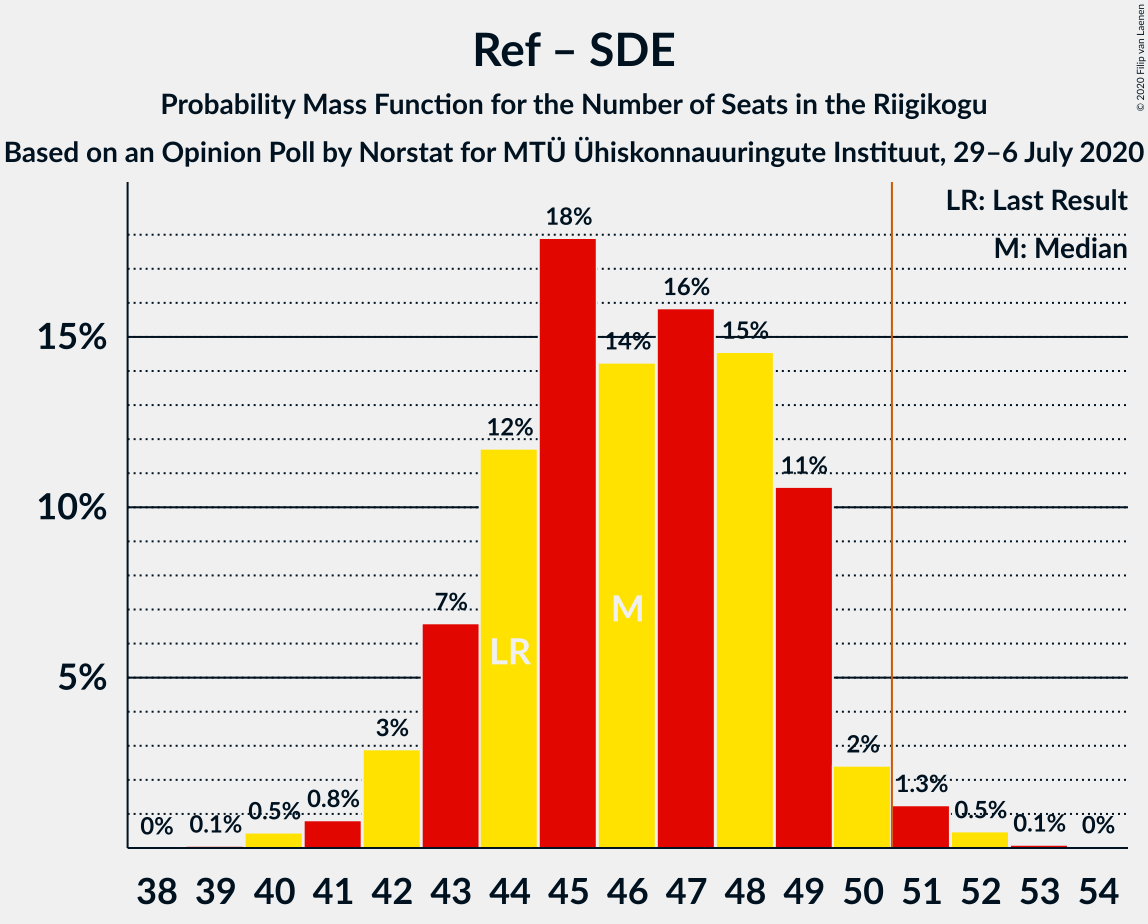 Ref – SDE
Probability Mass Function for the Number of Seats in the Riigikogu
Based on an Opinion Poll by Norstat for MTÜ Ühiskonnauuringute Instituut, 29–6 July 2020
© 2020 Filip van Laenen
LR: Last Result
M: Median
15%
10%
5%
0%
0.1%
0.5%
0.8%
3%
7%
12%
18%
14%
16%
15%
11%
2%
1.3%
0.5%
0.1%
0%
LR
M
38 39 40 41 42 43 44 45 46 47 48 49 50 51 52 53 54